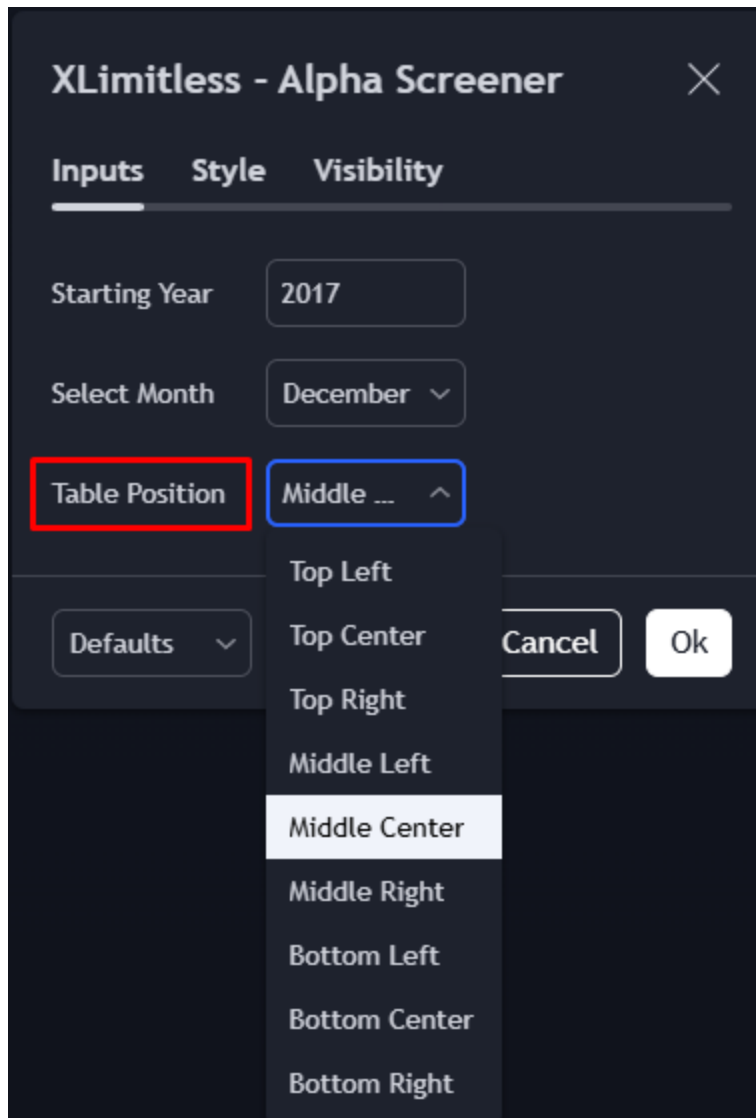 XLimitless - Alpha Screener
Inputs Style Visibility
Starting Year 2017
Select Month December
Table Position Middle ...
Top Left
Defaults Top Center Cancel Ok
Top Right
Middle Left
Middle Center
Middle Right
Bottom Left
Bottom Center
Bottom Right